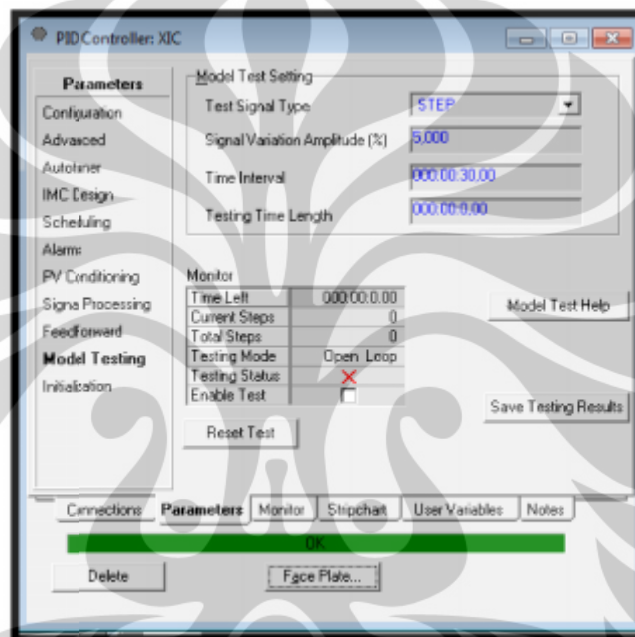 PID Controller: XIC
Parameters
Configuration
Advanced
Autotuner
IMC Design
Scheduling
Alarms
PV Conditioning
Signal Processing
Feedforward
Model Testing
Initialization
Model Test Setting
Test Signal Type
STEP
Signal Variation Amplitude (%)
5,000
Time Interval
000:00:30.00
Testing Time Length
000:00:0.00
Monitor
Time Left 000:00:0.00
Current Steps 0
Total Steps 0
Testing Mode Open Loop
Testing Status
Enable Test
Reset Test
Model Test Help
Save Testing Results
Connections Parameters Monitor Stripchart User Variables Notes
OK
Delete Face Plate...